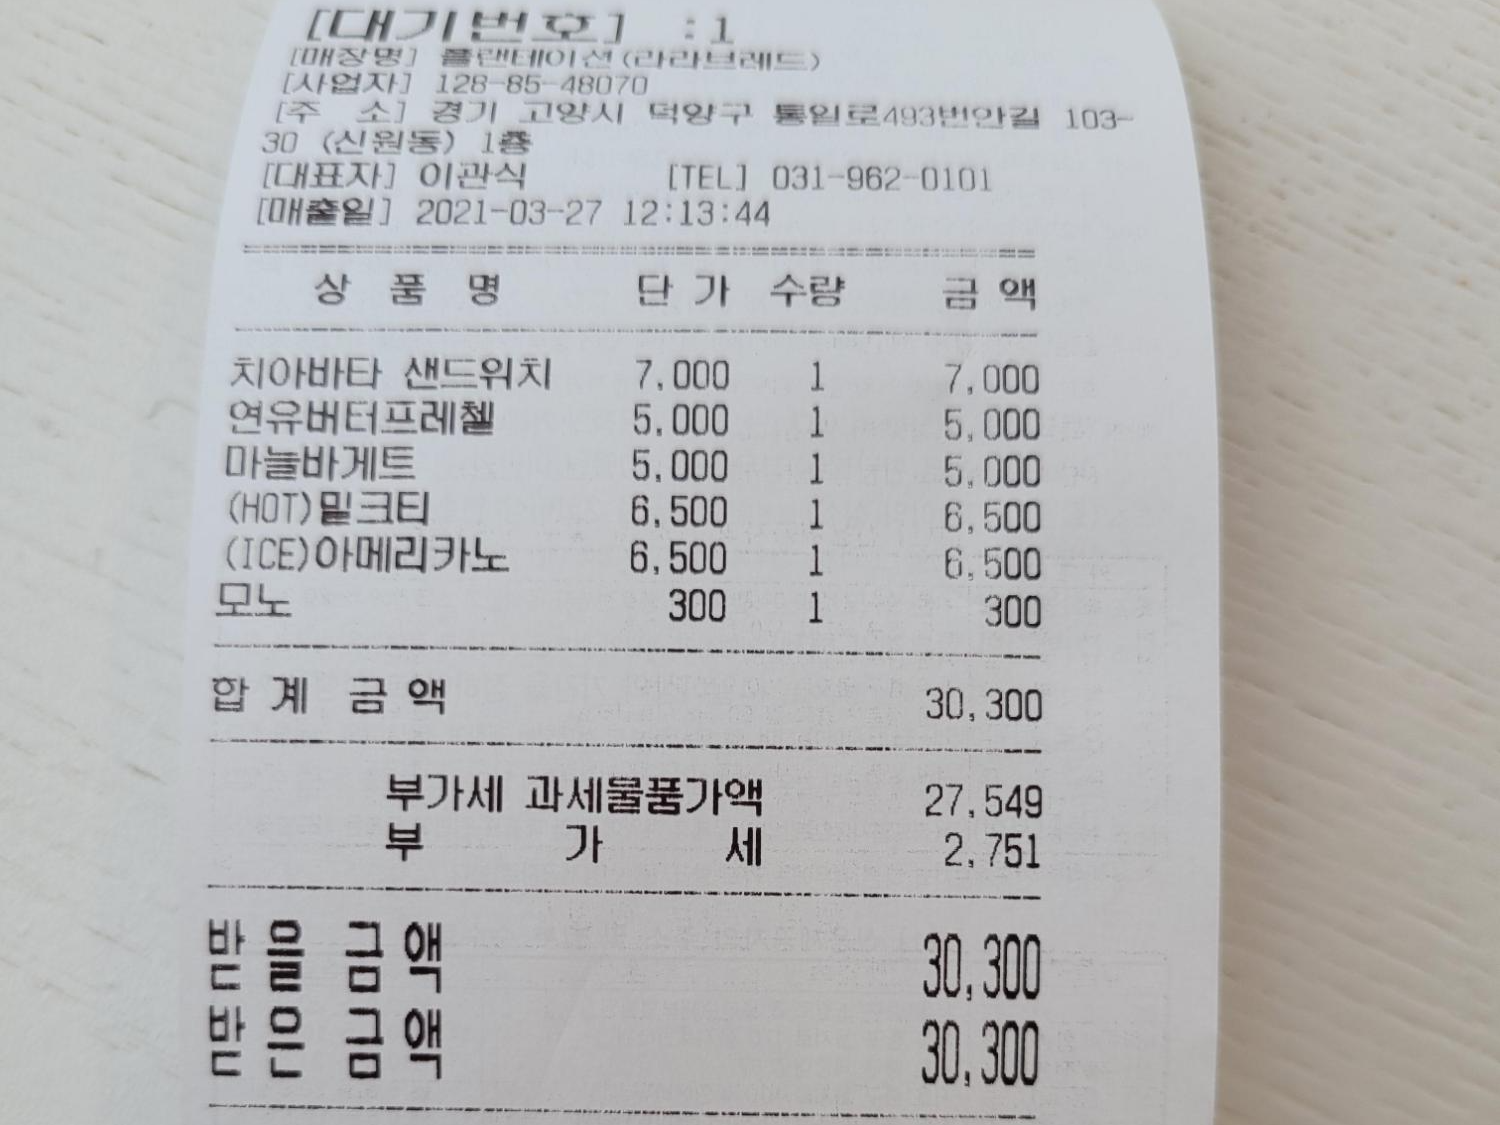 [대기번호] :1
[매장명] 플랜테이션(라라브레드)
[사업자] 128-85-48070
[주 소] 경기 고양시 덕양구 통일로493번안길 103-
30 (신원동) 1층
[대표자] 이관식 [TEL] 031-962-0101
[매출일] 2021-03-27 12:13:44
상 품 명 단 가 수량 금 액
치아바타 샌드위치 7,000 1 7,000
연유버터프레첼 5,000 1 5,000
마늘바게트 5,000 1 5,000
(HOT)밀크티 6,500 1 6,500
(ICE)아메리카노 6,500 1 6,500
모노 300 1 300
합 계 금 액 30,300
부가세 과세물품가액 27,549
부 가 세 2,751
받 을 금 액 30,300
받 은 금 액 30,300